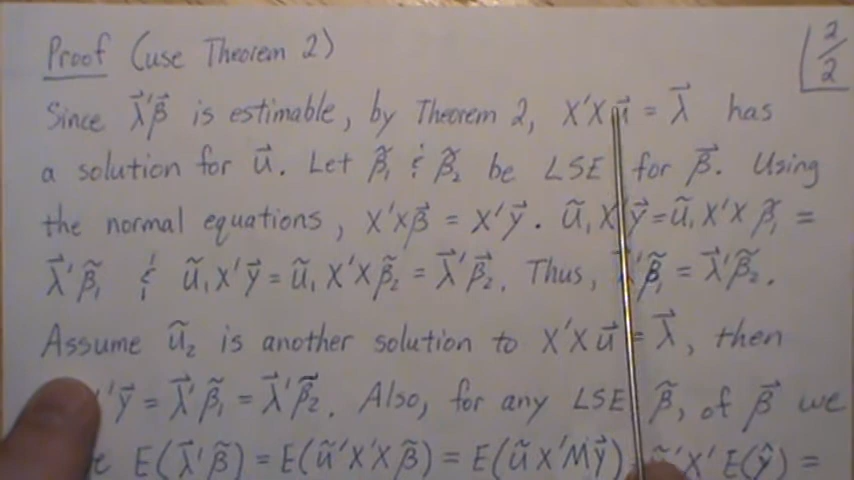 Proof (use Theorem 2)
2/2
Since λ⃗'β⃗ is estimable, by Theorem 2, X'Xu⃗ = λ⃗ has
a solution for u⃗. Let β̃₁ & β̃₂ be LSE for β⃗. Using
the normal equations, X'Xβ⃗ = X'y⃗. ũ₁X'y⃗ = ũ₁X'Xβ̃₁ =
λ⃗'β̃₁ & ũ₁X'y⃗ = ũ₁X'Xβ̃₂ = λ⃗'β̃₂. Thus, λ⃗'β̃₁ = λ⃗'β̃₂.
Assume ũ₂ is another solution to X'Xu⃗ = λ⃗, then
'y⃗ = λ⃗'β̃₁ = λ⃗'β̃₂. Also, for any LSE β̃, of β⃗ we
E(λ⃗'β̃) = E(ũ'X'Xβ̃) = E(ũX'My⃗) = ũ'X'E(ŷ) =